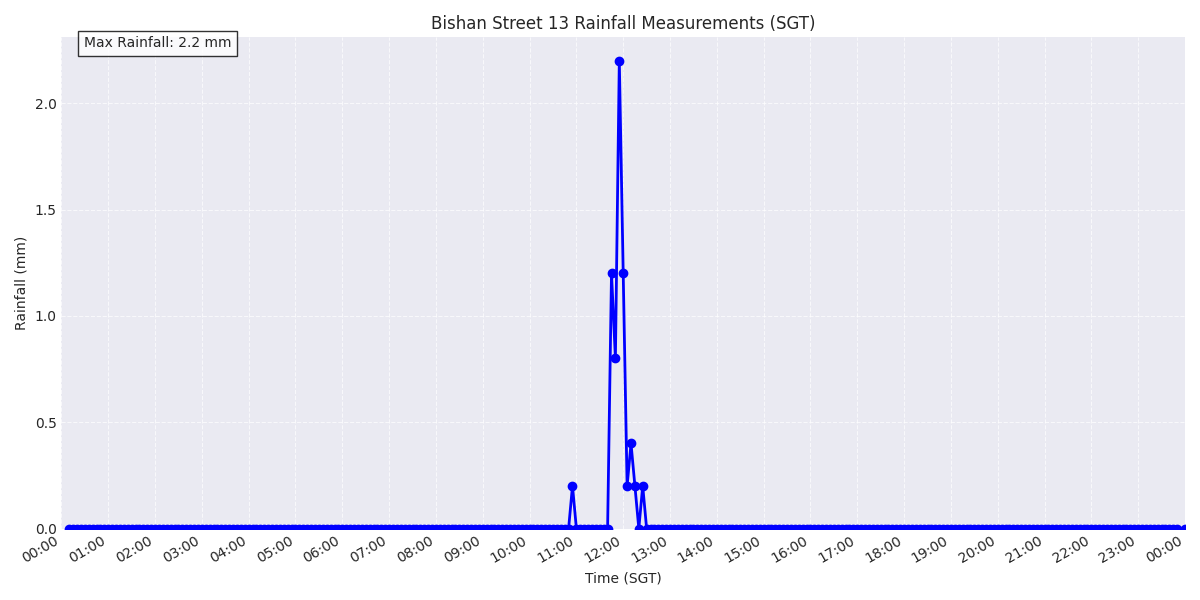 Bishan Street 13 Rainfall Measurements (SGT)
Max Rainfall: 2.2 mm
2.0
1.5
1.0
0.5
0.0
Rainfall (mm)
00:00 01:00 02:00 03:00 04:00 05:00 06:00 07:00 08:00 09:00 10:00 11:00 12:00 13:00 14:00 15:00 16:00 17:00 18:00 19:00 20:00 21:00 22:00 23:00 00:00
Time (SGT)